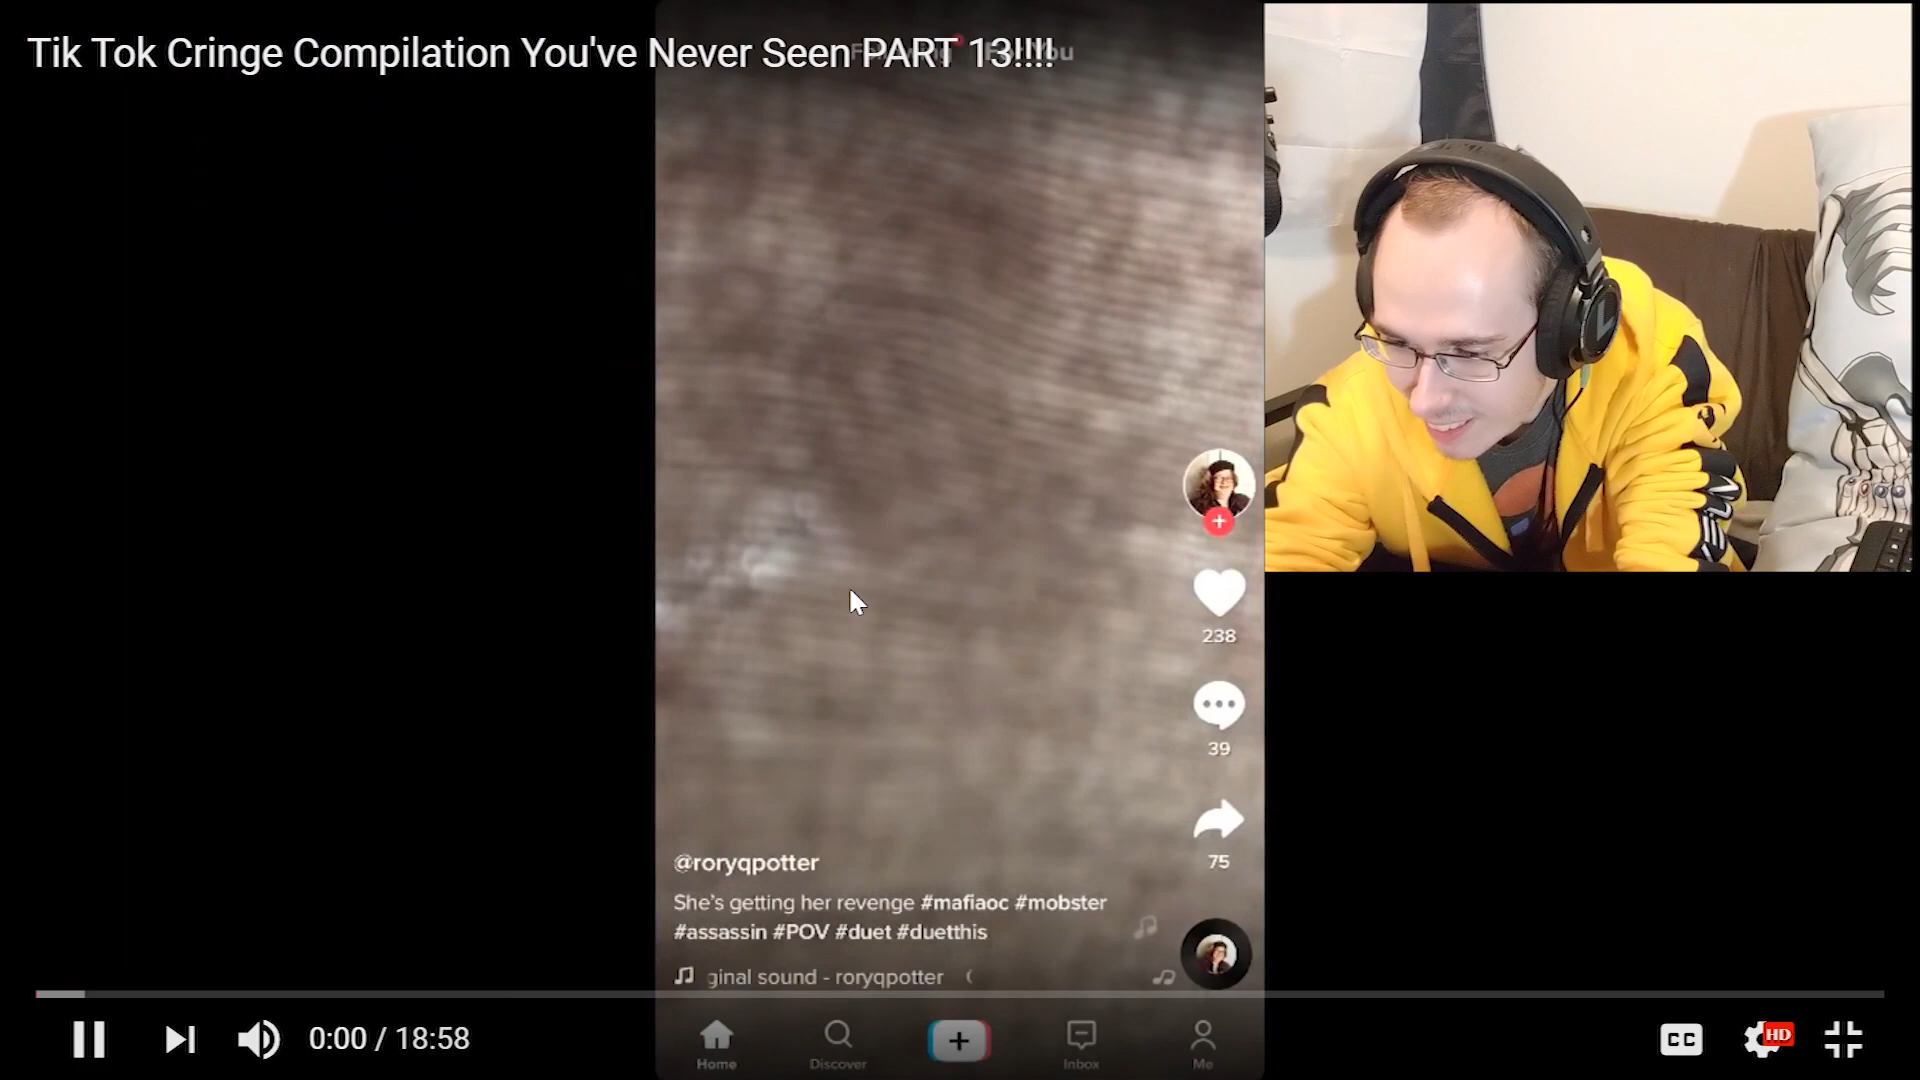 Tik Tok Cringe Compilation You've Never Seen PART 13!!!!
238
39
75
@roryqpotter
She's getting her revenge #mafiaoc #mobster
#assassin #POV #duet #duetthis
ginal sound - roryqpotter
Home
Discover
Inbox
Me
0:00 / 18:58
CC
HD